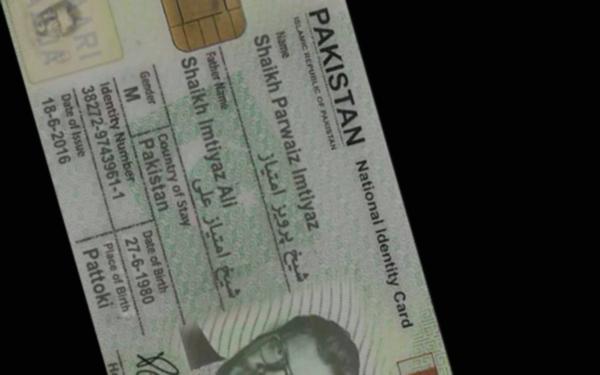 PAKISTAN National Identity Card
ISLAMIC REPUBLIC OF PAKISTAN
Name
Shaikh Parwaiz Imtiyaz
شیخ پرویز امتیاز
Father Name
Shaikh Imtiyaz Ali
شیخ امتیاز علی
Gender
M
Country of Stay
Pakistan
Identity Number
38272-9743961-1
Date of Birth
27-6-1980
Date of Issue
18-6-2016
Place of Birth
Pattoki